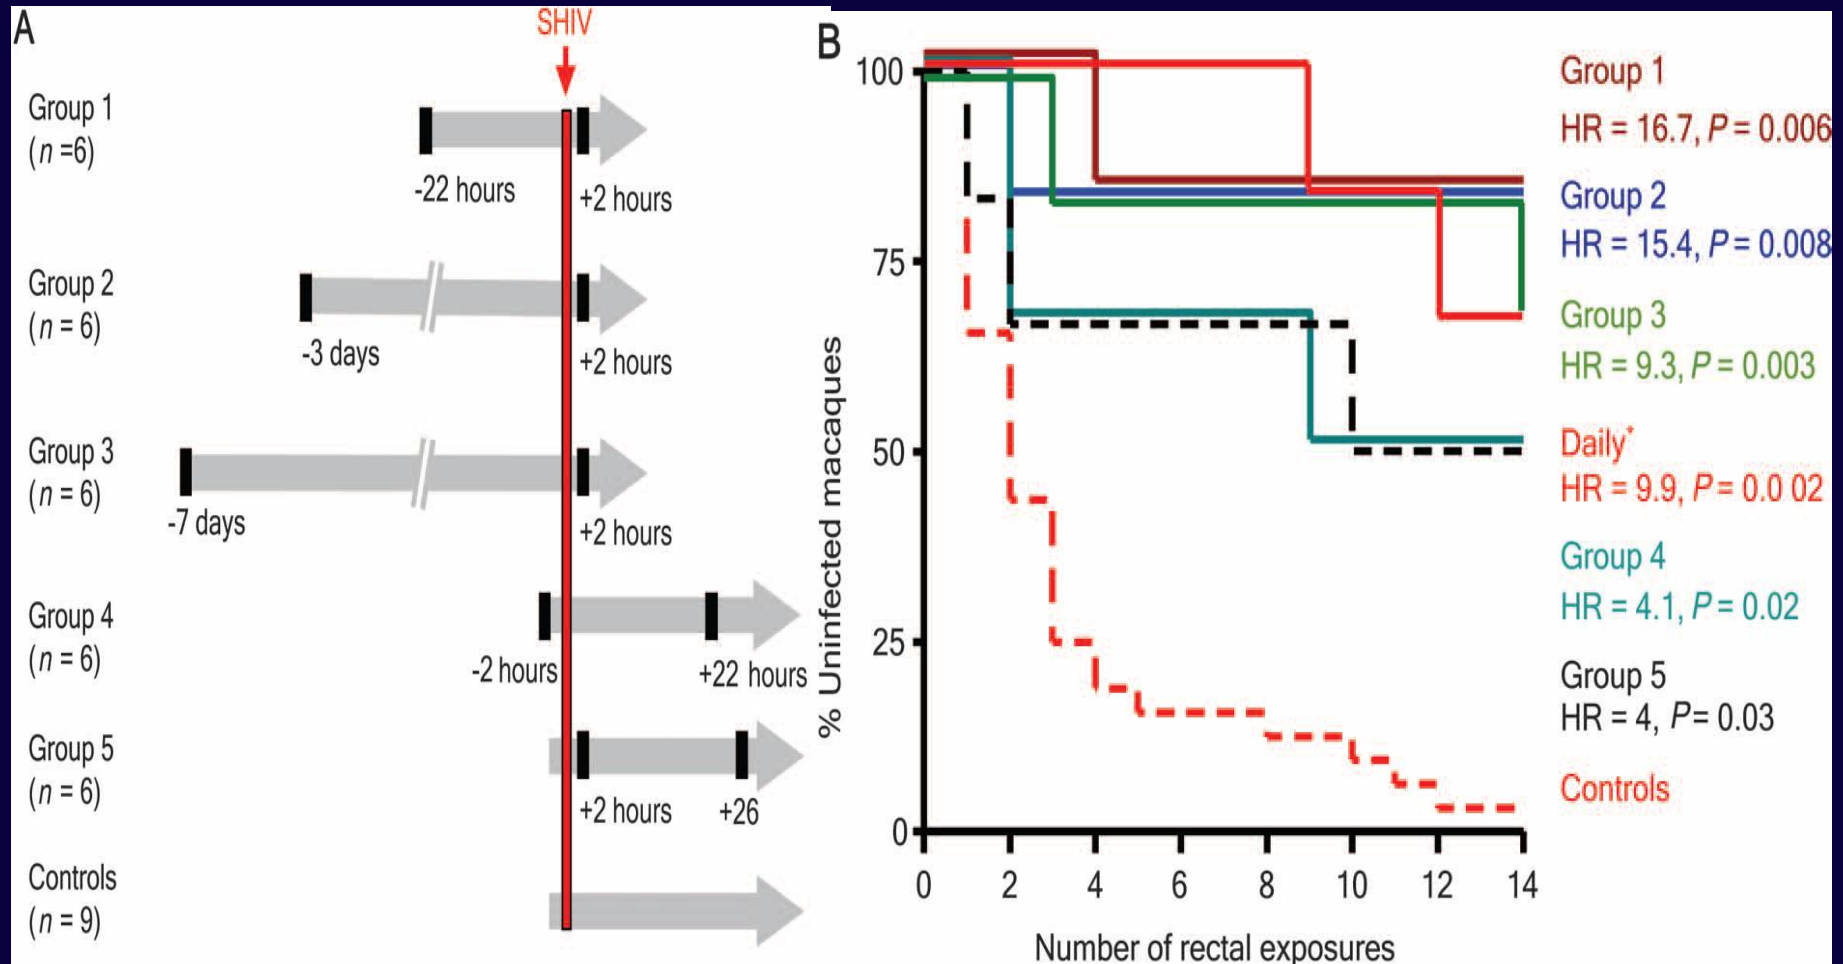 A
SHIV
Group 1
(n =6)
-22 hours
+2 hours
Group 2
(n = 6)
-3 days
+2 hours
Group 3
(n = 6)
-7 days
+2 hours
Group 4
(n = 6)
-2 hours
+22 hours
Group 5
(n = 6)
+2 hours
+26
Controls
(n = 9)
B
% Uninfected macaques
100
75
50
25
0
0 2 4 6 8 10 12 14
Number of rectal exposures
Group 1
HR = 16.7, P = 0.006
Group 2
HR = 15.4, P = 0.008
Group 3
HR = 9.3, P = 0.003
Daily*
HR = 9.9, P = 0.0 02
Group 4
HR = 4.1, P = 0.02
Group 5
HR = 4, P= 0.03
Controls